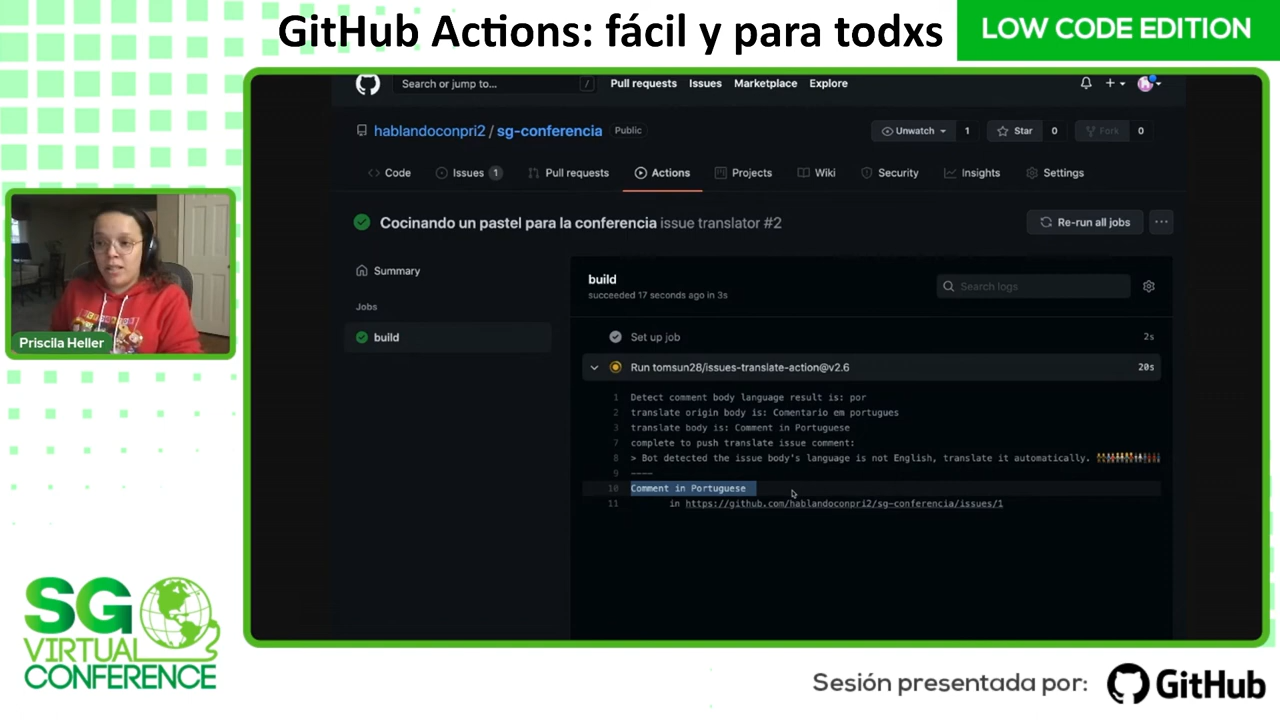 GitHub Actions: fácil y para todxs
LOW CODE EDITION
Search or jump to... /
Pull requests Issues Marketplace Explore
hablandoconpri2 / sg-conferencia Public
Unwatch 1 Star 0 Fork 0
Code Issues 1 Pull requests Actions Projects Wiki Security Insights Settings
Cocinando un pastel para la conferencia issue translator #2
Re-run all jobs
Summary
Jobs
build
build
succeeded 17 seconds ago in 3s
Search logs
Set up job 2s
Run tomsun28/issues-translate-action@v2.6 20s
1 Detect comment body language result is: por
2 translate origin body is: Comentario em portugues
3 translate body is: Comment in Portuguese
7 complete to push translate issue comment:
8 > Bot detected the issue body's language is not English, translate it automatically.
9 ----
10 Comment in Portuguese
11 in https://github.com/hablandoconpri2/sg-conferencia/issues/1
Priscila Heller
SG
VIRTUAL
CONFERENCE
Sesión presentada por: GitHub